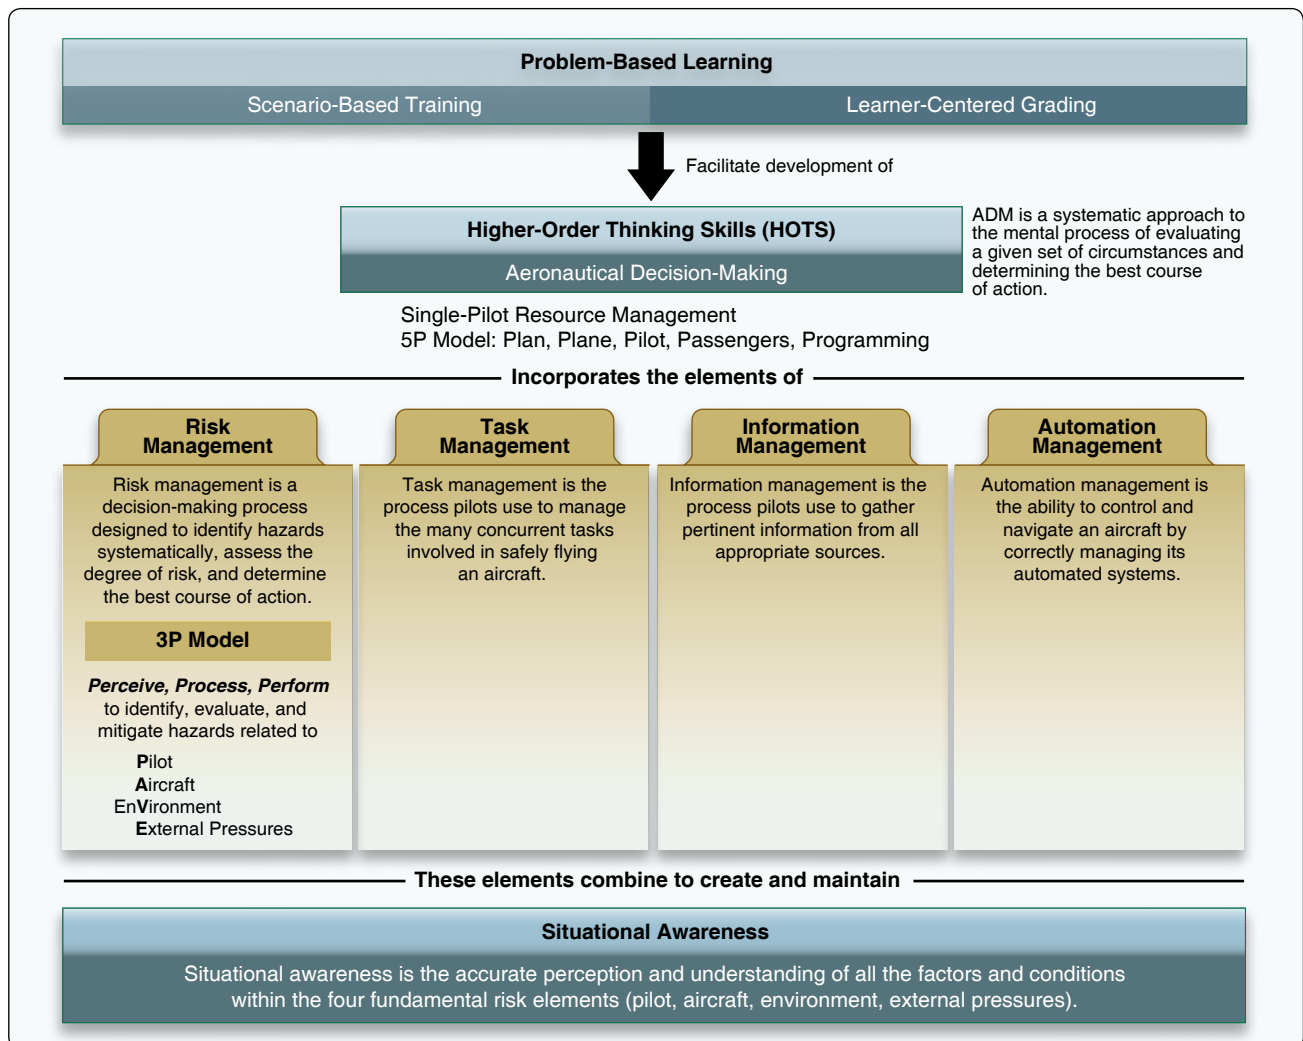 Problem-Based Learning
Scenario-Based Training
Learner-Centered Grading
Facilitate development of
Higher-Order Thinking Skills (HOTS)
Aeronautical Decision-Making
ADM is a systematic approach to
the mental process of evaluating
a given set of circumstances and
determining the best course
of action.
Single-Pilot Resource Management
5P Model: Plan, Plane, Pilot, Passengers, Programming
Incorporates the elements of
Risk
Management
Risk management is a
decision-making process
designed to identify hazards
systematically, assess the
degree of risk, and determine
the best course of action.
3P Model
Perceive, Process, Perform
to identify, evaluate, and
mitigate hazards related to
Pilot
Aircraft
EnVironment
External Pressures
Task
Management
Task management is the
process pilots use to manage
the many concurrent tasks
involved in safely flying
an aircraft.
Information
Management
Information management is the
process pilots use to gather
pertinent information from all
appropriate sources.
Automation
Management
Automation management is
the ability to control and
navigate an aircraft by
correctly managing its
automated systems.
These elements combine to create and maintain
Situational Awareness
Situational awareness is the accurate perception and understanding of all the factors and conditions
within the four fundamental risk elements (pilot, aircraft, environment, external pressures).